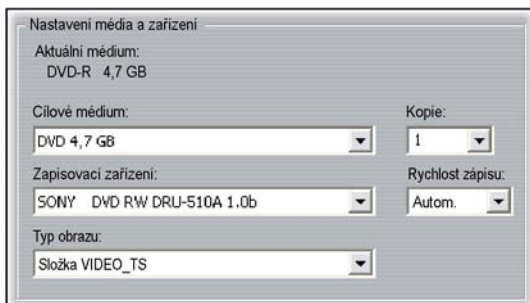 Nastavení média a zařízení
Aktuální médium:
DVD-R 4,7 GB
Cílové médium: Kopie:
DVD 4,7 GB 1
Zapisovací zařízení: Rychlost zápisu:
SONY DVD RW DRU-510A 1.0b Autom.
Typ obrazu:
Složka VIDEO_TS